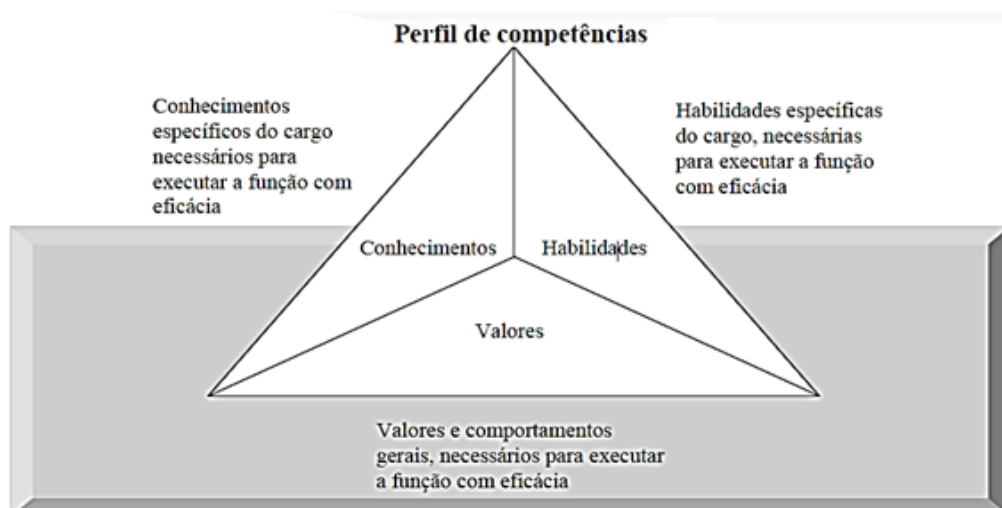 Perfil de competências
Conhecimentos
específicos do cargo
necessários para
executar a função com
eficácia
Habilidades específicas
do cargo, necessárias
para executar a função
com eficácia
Conhecimentos
Habilidades
Valores
Valores e comportamentos
gerais, necessários para executar
a função com eficácia